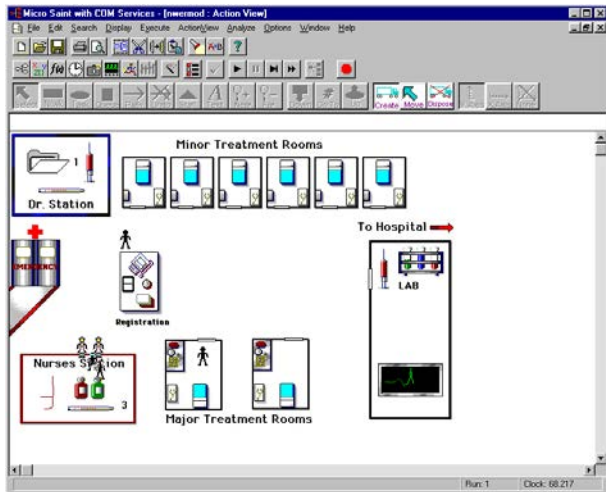 Micro Saint with COM Services - [nwermod : Action View]
File Edit Search Display Execute ActionView Analyze Options Window Help
Create Move Dispose
Minor Treatment Rooms
1
Dr. Station
To Hospital
EMERGENCY
LAB
Registration
Nurses Station
3
Major Treatment Rooms
Run: 1 Clock: 68.217